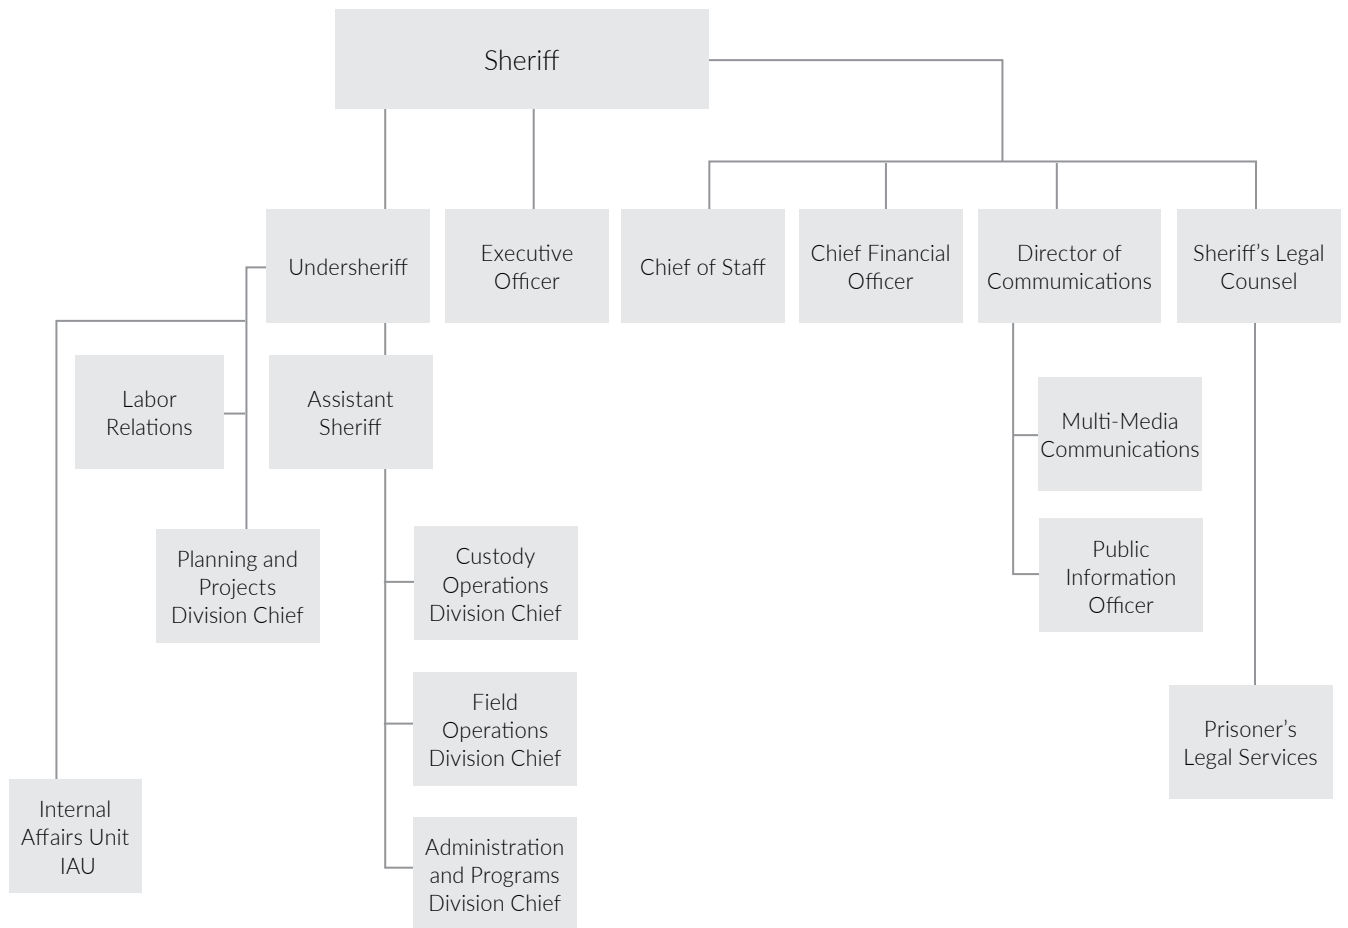 Sheriff
Undersheriff
Executive
Officer
Chief of Staff
Chief Financial
Officer
Director of
Commumications
Sheriff’s Legal
Counsel
Labor
Relations
Assistant
Sheriff
Multi-Media
Communications
Planning and
Projects
Division Chief
Custody
Operations
Division Chief
Public
Information
Officer
Field
Operations
Division Chief
Prisoner’s
Legal Services
Internal
Affairs Unit
IAU
Administration
and Programs
Division Chief